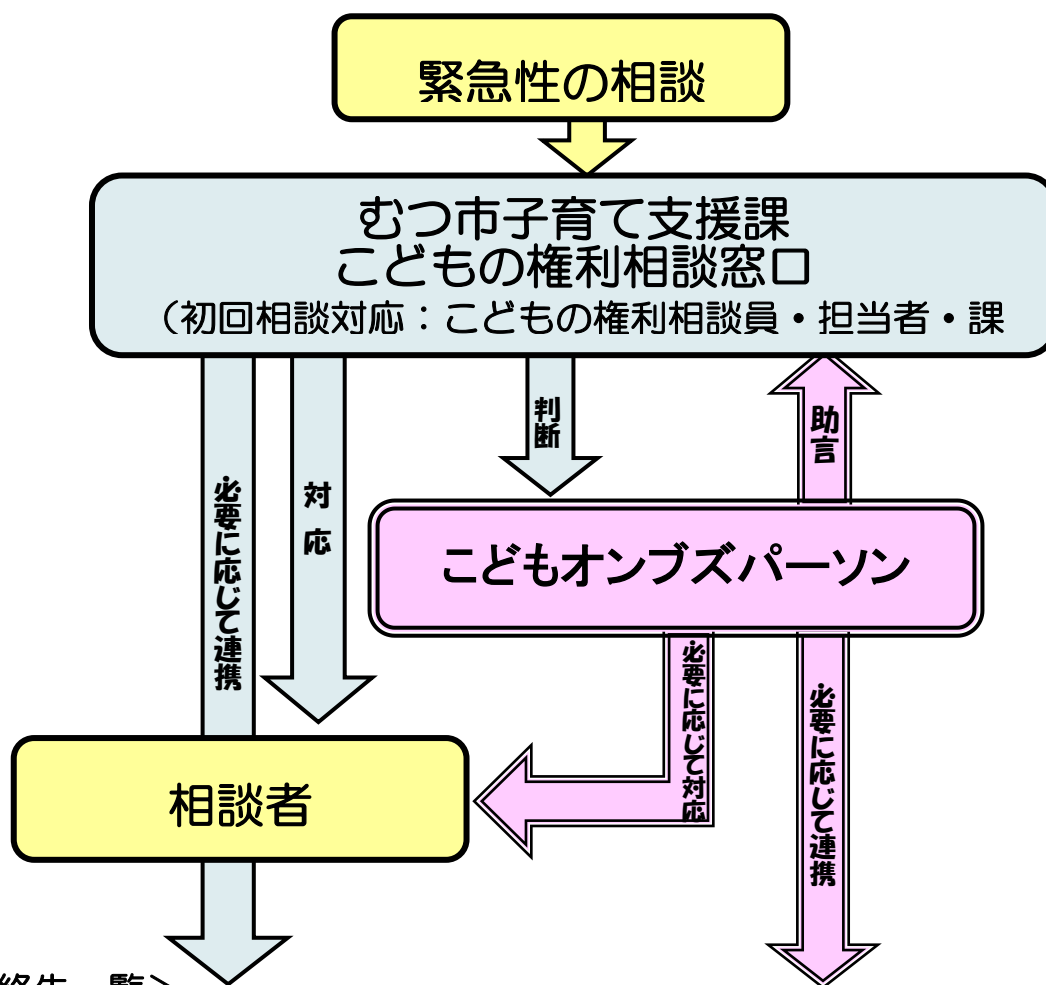 緊急性の相談
むつ市子育て支援課
こどもの権利相談窓口
（初回相談対応：こどもの権利相談員・担当者・課
判断
助言
必要に応じて連携
対応
こどもオンブズパーソン
必要に応じて対応
必要に応じて連携
相談者
絡先一覧＞